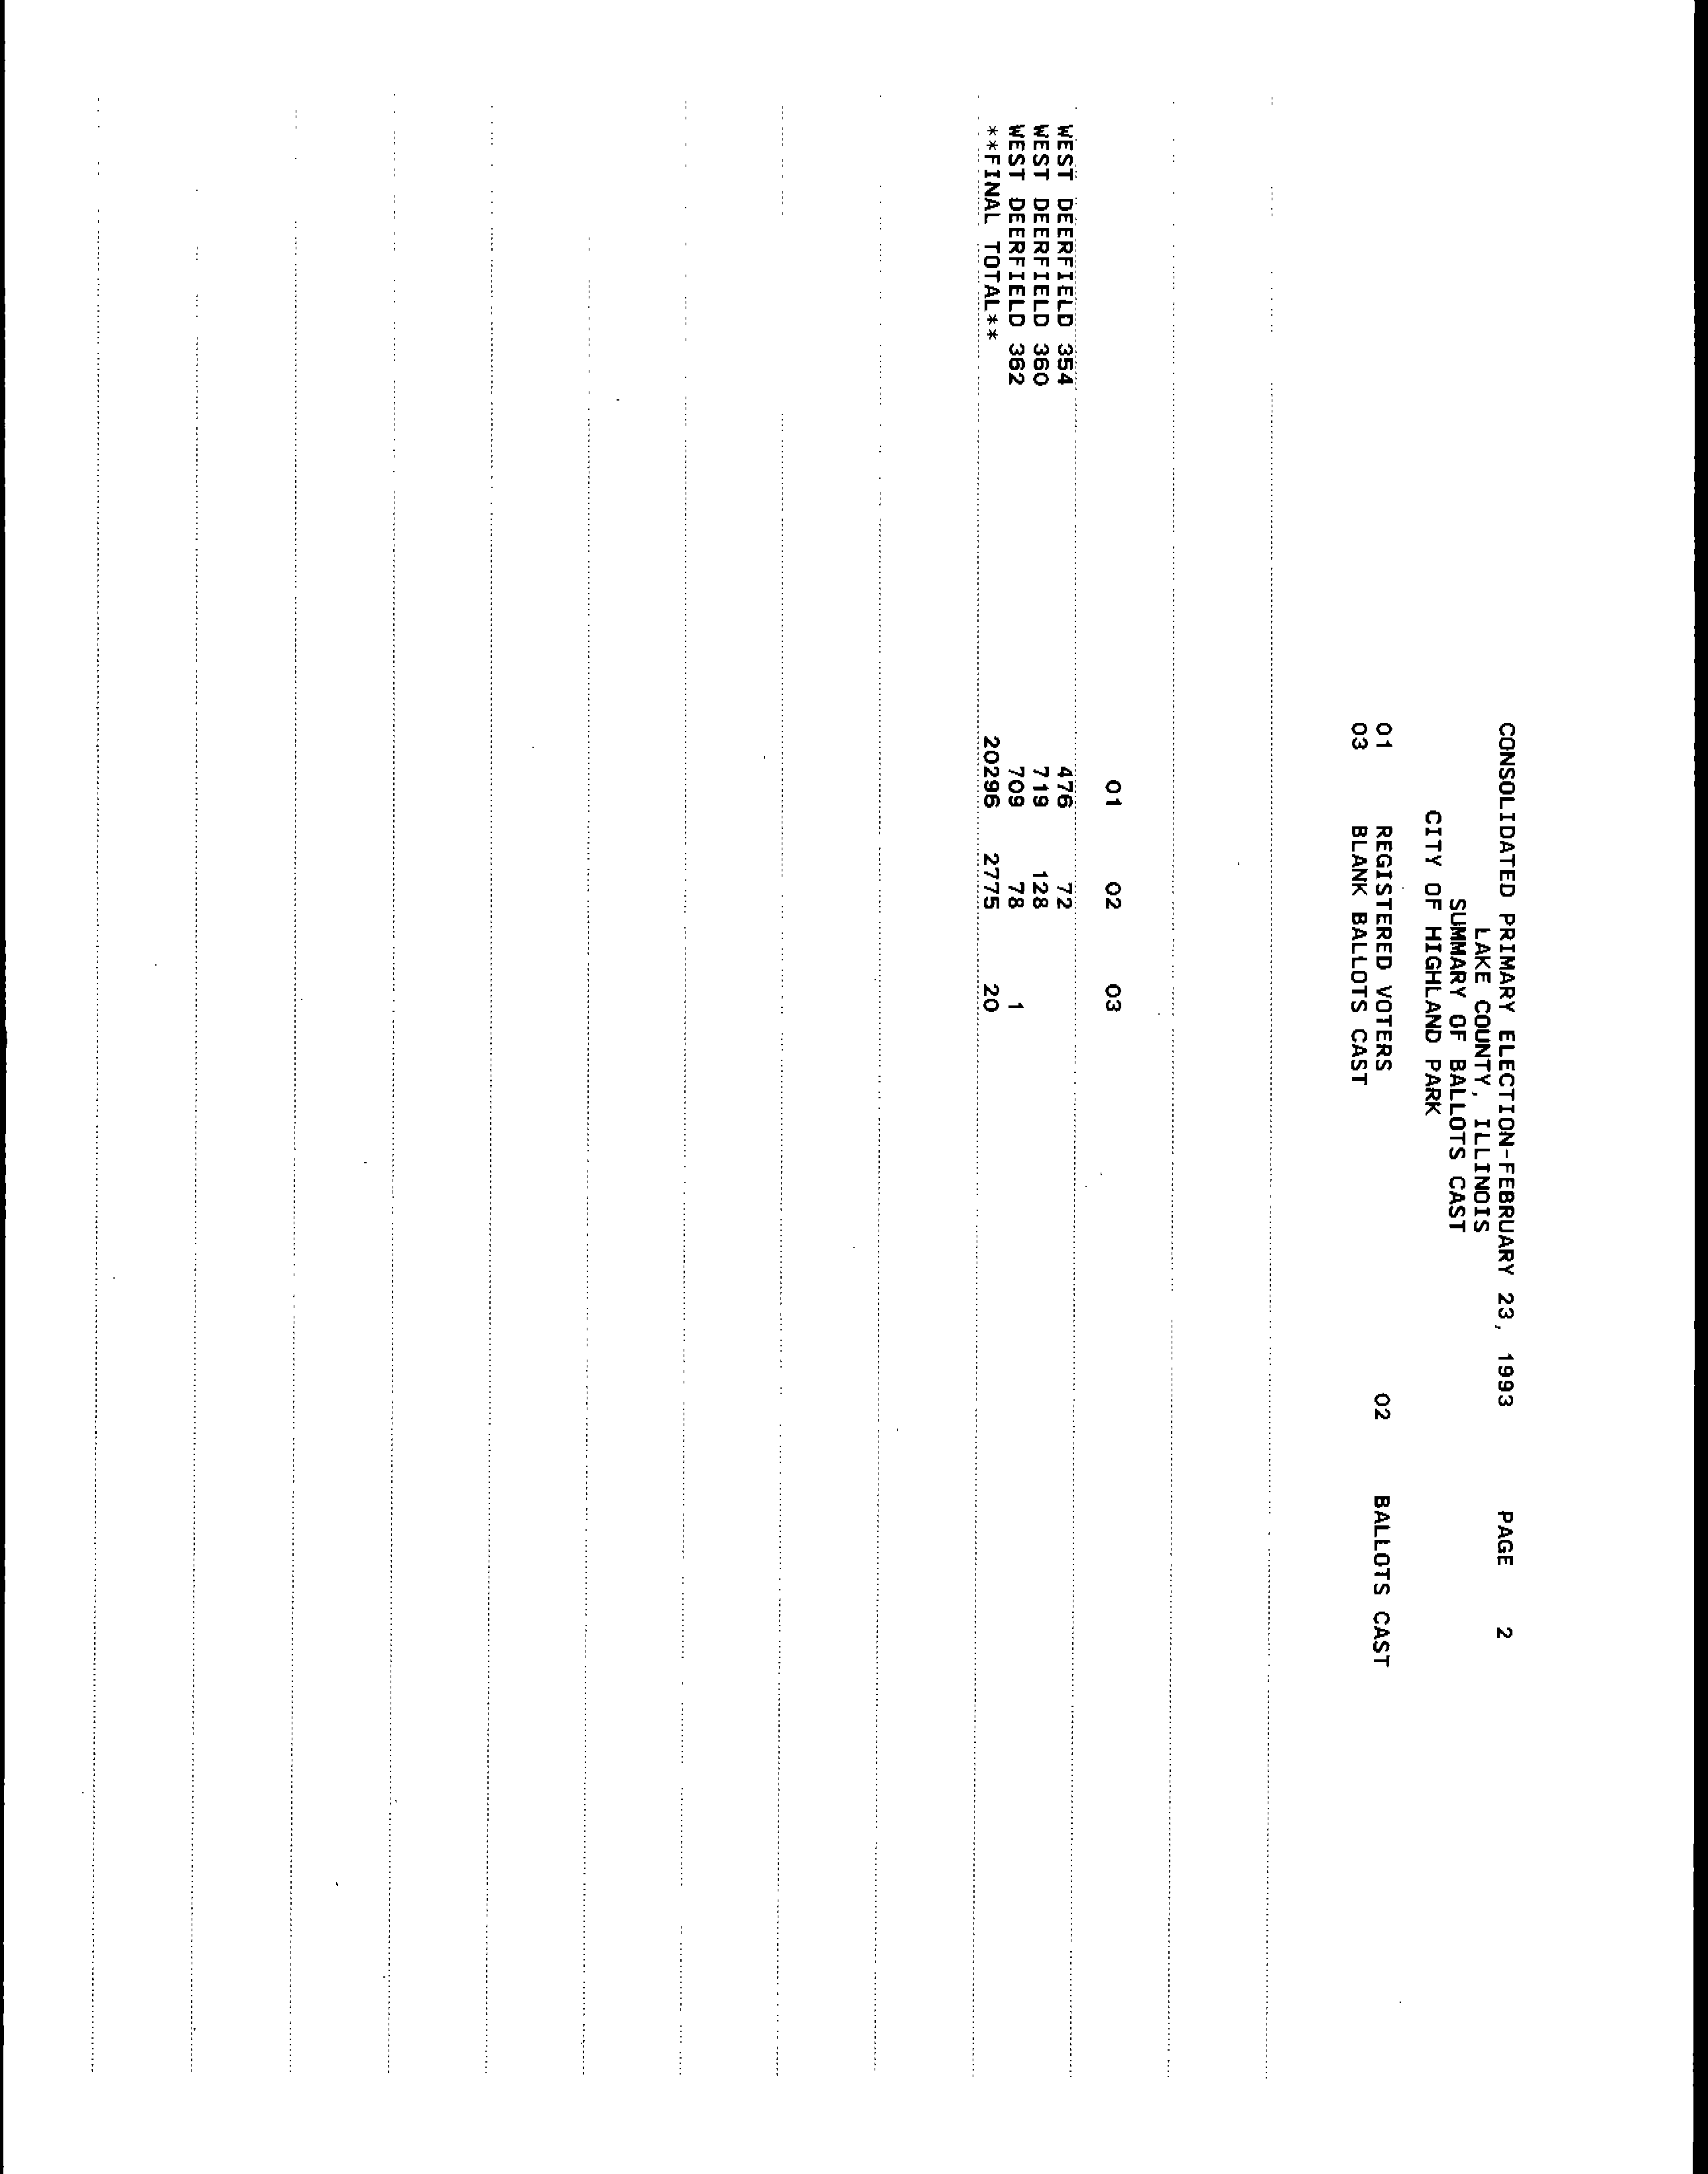 CONSOLIDATED PRIMARY ELECTION-FEBRUARY 23, 1993 PAGE 2
LAKE COUNTY, ILLINOIS
SUMMARY OF BALLOTS CAST
CITY OF HIGHLAND PARK
01 REGISTERED VOTERS 02 BALLOTS CAST
03 BLANK BALLOTS CAST
01 02 03
WEST DEERFIELD 354 476 72
WEST DEERFIELD 360 719 128
WEST DEERFIELD 362 709 78 1
**FINAL TOTAL** 20296 2775 20